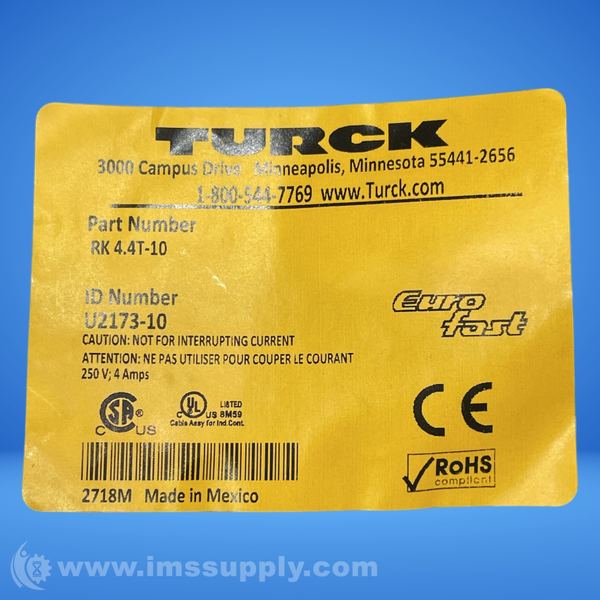 TURCK
3000 Campus Drive Minneapolis, Minnesota 55441-2656
1-800-544-7769 www.Turck.com
Part Number
RK 4.4T-10
ID Number
U2173-10
Euro
fast
CAUTION: NOT FOR INTERRUPTING CURRENT
ATTENTION: NE PAS UTILISER POUR COUPER LE COURANT
250 V; 4 Amps
C SA US
C UL US LISTED 8M59
Cable Assy for Ind.Cont.
CE
RoHS
compliant
2718M Made in Mexico
www.imssupply.com